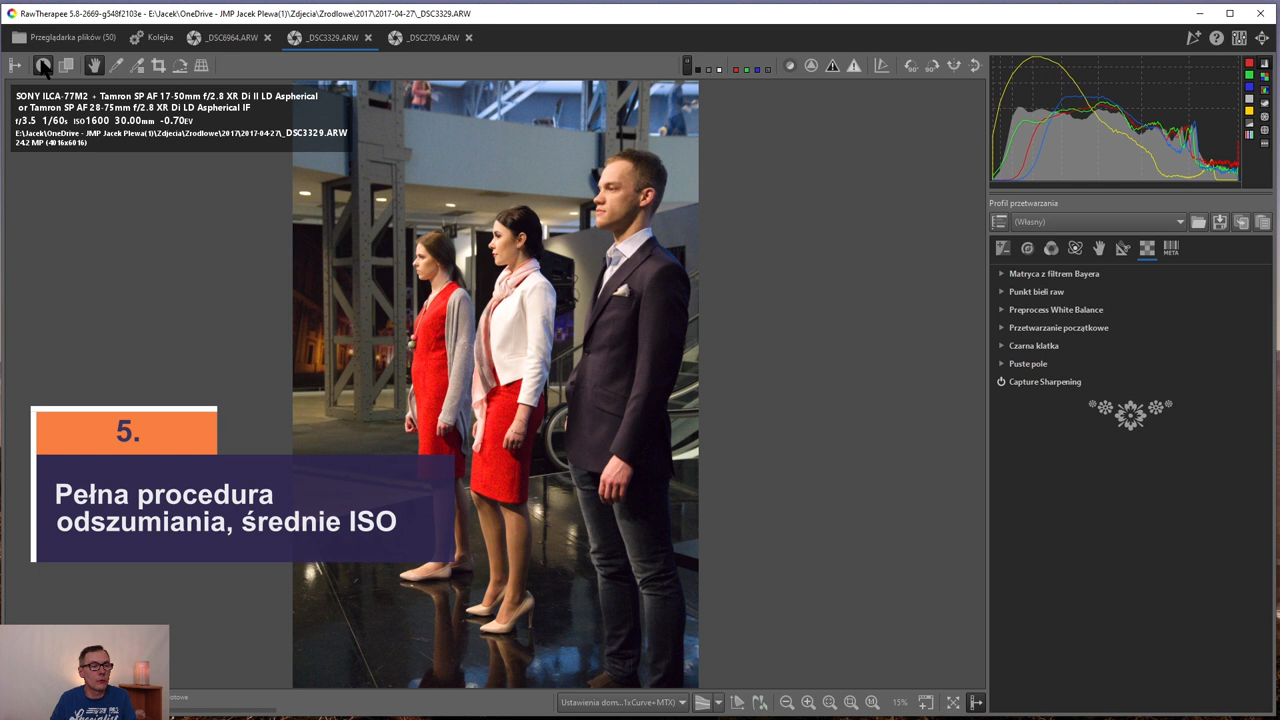 RawTherapee 5.8-2669-g548f2103e - E:\Jacek\OneDrive - JMP Jacek Plewa(1)\Zdjecia\Zrodlowe\2017\2017-04-27\_DSC3329.ARW
Przeglądarka plików (50) Kolejka _DSC6964.ARW _DSC3329.ARW _DSC2709.ARW
SONY ILCA-77M2 + Tamron SP AF 17-50mm f/2.8 XR Di II LD Aspherical
or Tamron SP AF 28-75mm f/2.8 XR Di LD Aspherical IF
f/3.5 1/60s ISO1600 30.00mm -0.70EV
E:\Jacek\OneDrive - JMP Jacek Plewa(1)\Zdjecia\Zrodlowe\2017\2017-04-27\_DSC3329.ARW
24.2 MP (4016x6016)
Profil przetwarzania
(Własny)
META
Matryca z filtrem Bayera
Punkt bieli raw
Preprocess White Balance
Przetwarzanie początkowe
Czarna klatka
Puste pole
Capture Sharpening
5.
Pełna procedura
odszumiania, średnie ISO
Ustawienia dom...1xCurve+MTX) 15%